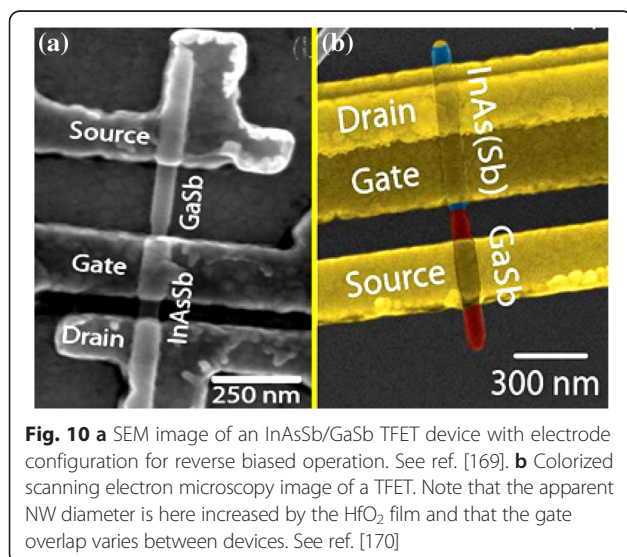 (a)
Source
GaSb
Gate
InAsSb
Drain
250 nm
(b)
Drain
InAs(Sb)
Gate
GaSb
Source
300 nm
Fig. 10 a SEM image of an InAsSb/GaSb TFET device with electrode
configuration for reverse biased operation. See ref. [169]. b Colorized
scanning electron microscopy image of a TFET. Note that the apparent
NW diameter is here increased by the HfO₂ film and that the gate
overlap varies between devices. See ref. [170]